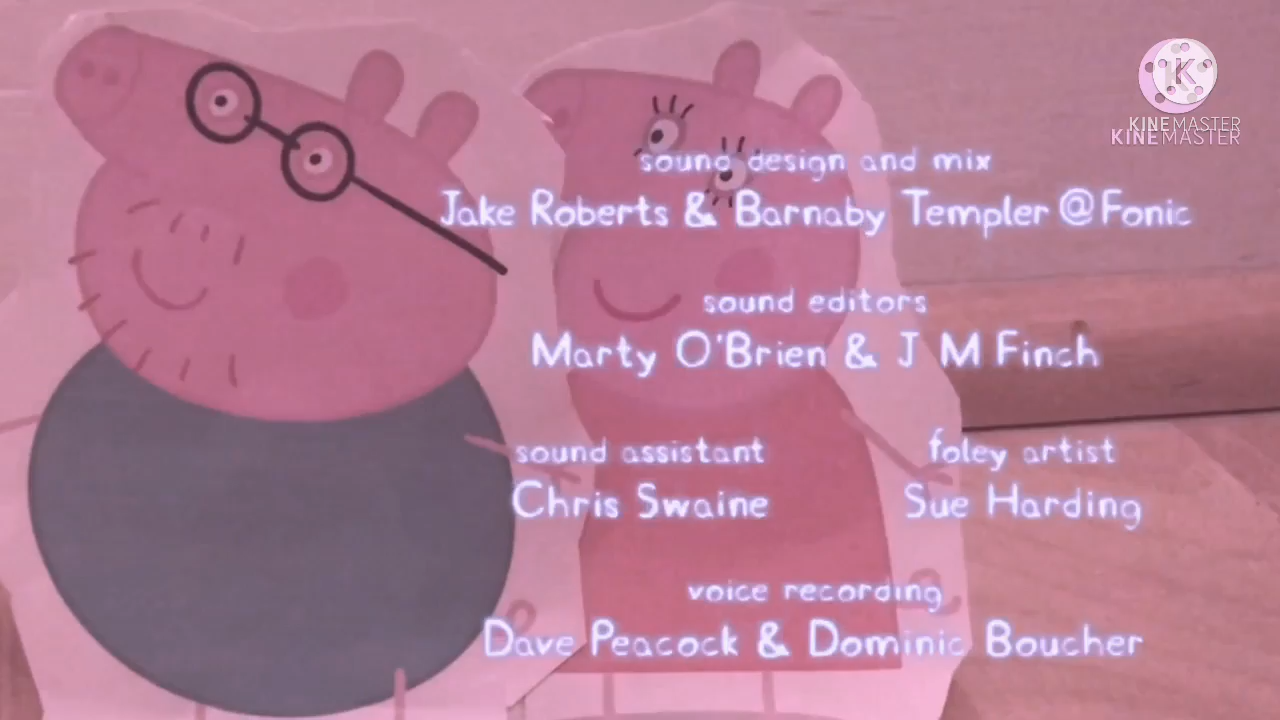 KINEMASTER
KINEMASTER
sound design and mix
Jake Roberts & Barnaby Templer @ Fonic
sound editors
Marty O'Brien & J M Finch
sound assistant
Chris Swaine
foley artist
Sue Harding
voice recording
Dave Peacock & Dominic Boucher